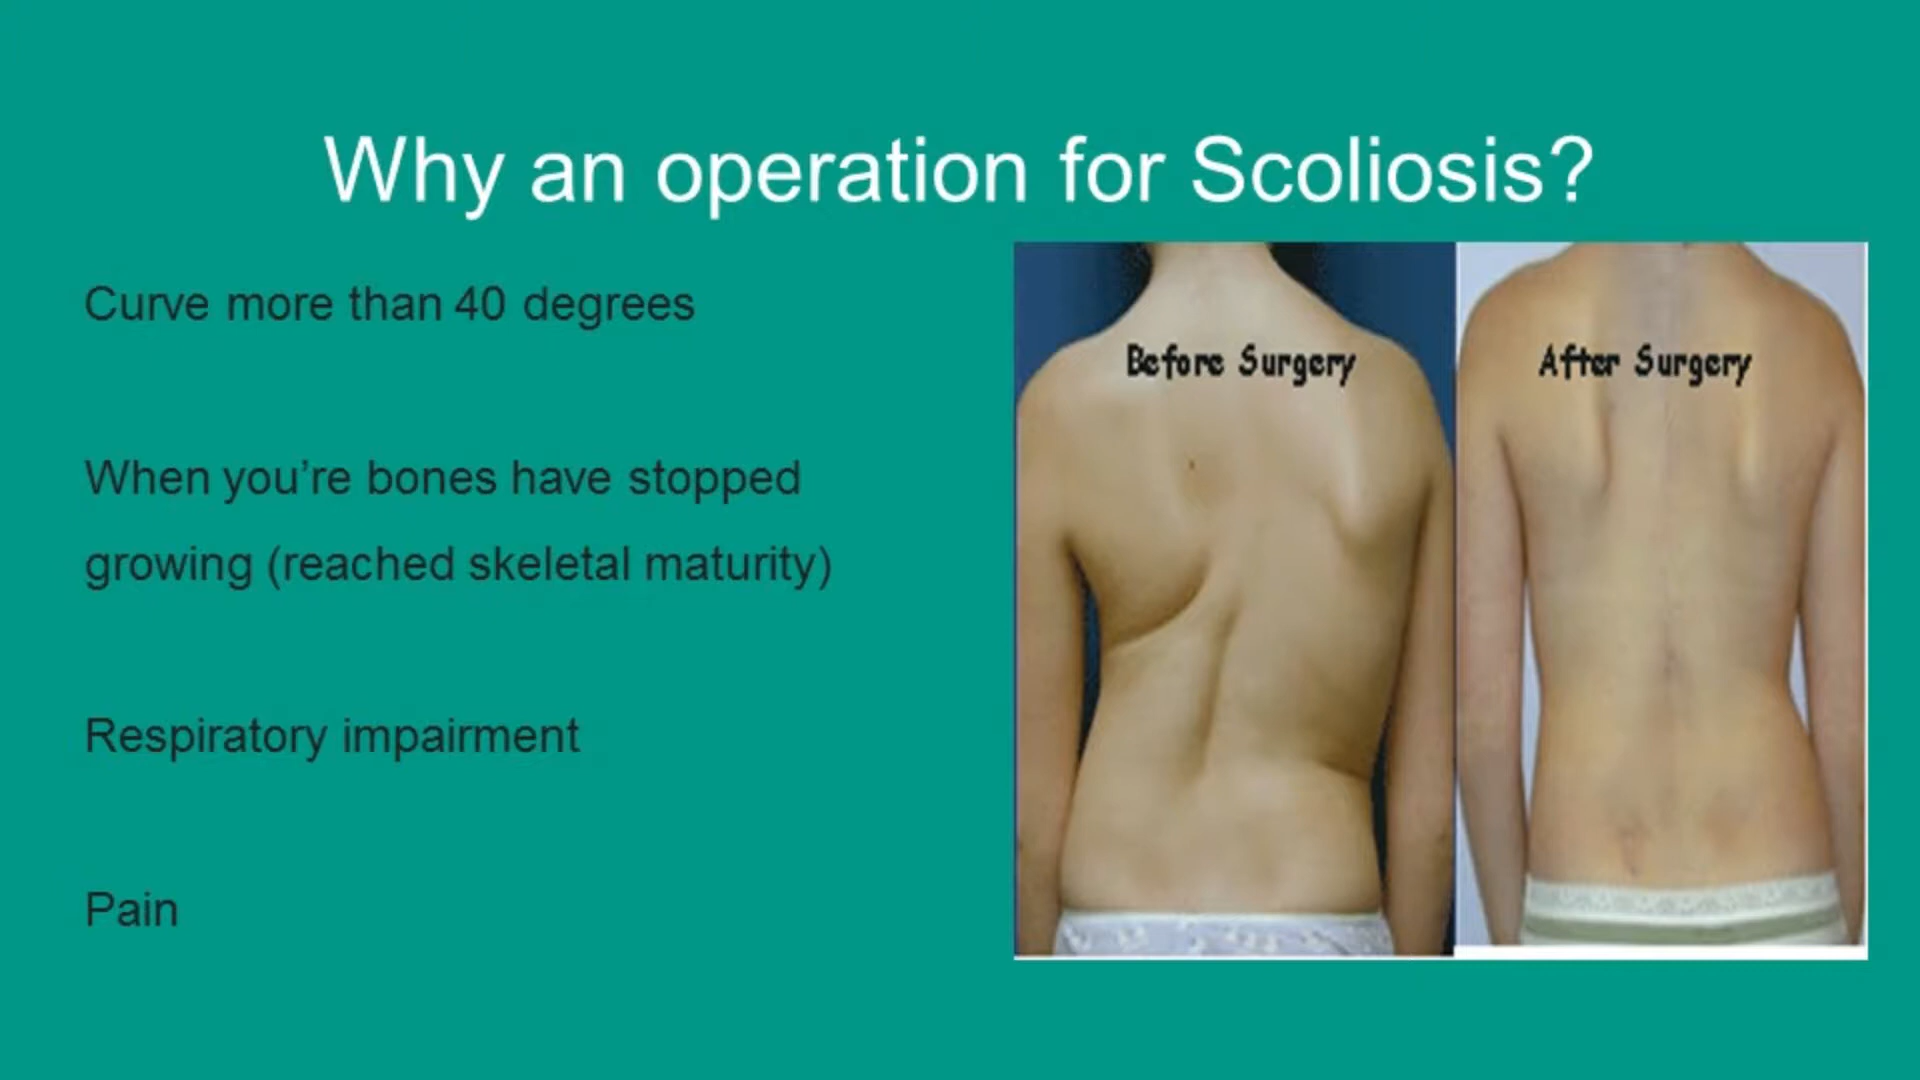 Why an operation for Scoliosis?
Curve more than 40 degrees
When you’re bones have stopped
growing (reached skeletal maturity)
Respiratory impairment
Pain
Before Surgery
After Surgery